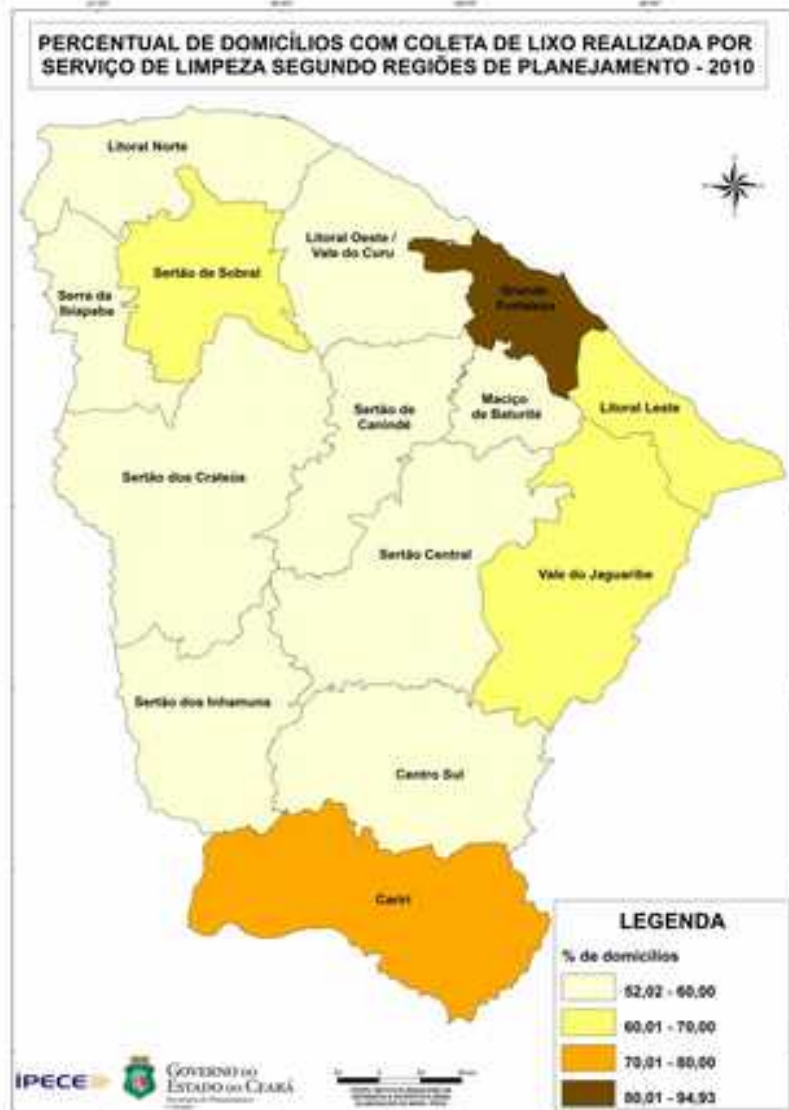 PERCENTUAL DE DOMICÍLIOS COM COLETA DE LIXO REALIZADA POR
SERVIÇO DE LIMPEZA SEGUNDO REGIÕES DE PLANEJAMENTO - 2010
Litoral Norte
Litoral Oeste /
Vale do Curu
Sertão de Sobral
Serra da
Ibiapaba
Grande
Fortaleza
Maciço
de Baturité
Litoral Leste
Sertão de
Canindé
Sertão dos Crateús
Sertão Central
Vale do Jaguaribe
Sertão dos Inhamuns
Centro Sul
Cariri
LEGENDA
% de domicílios
52,02 - 60,00
60,01 - 70,00
70,01 - 80,00
80,01 - 94,93
IPECE
GOVERNO DO
ESTADO DO CEARÁ